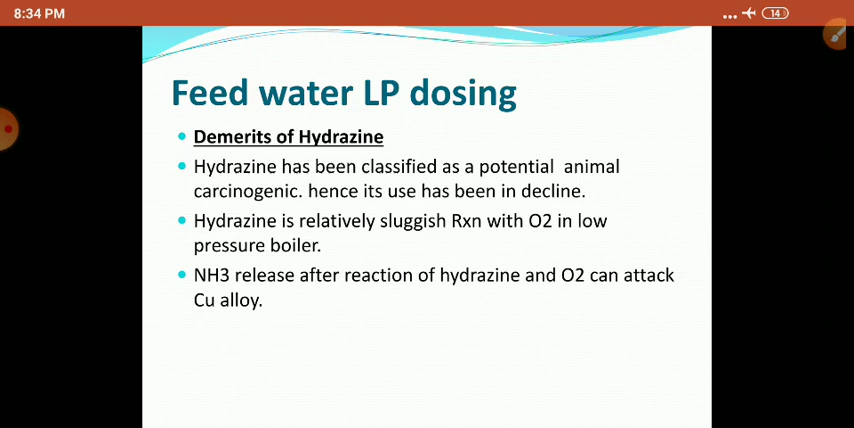 8:34 PM
14
Feed water LP dosing
Demerits of Hydrazine
Hydrazine has been classified as a potential animal
carcinogenic. hence its use has been in decline.
Hydrazine is relatively sluggish Rxn with O2 in low
pressure boiler.
NH3 release after reaction of hydrazine and O2 can attack
Cu alloy.